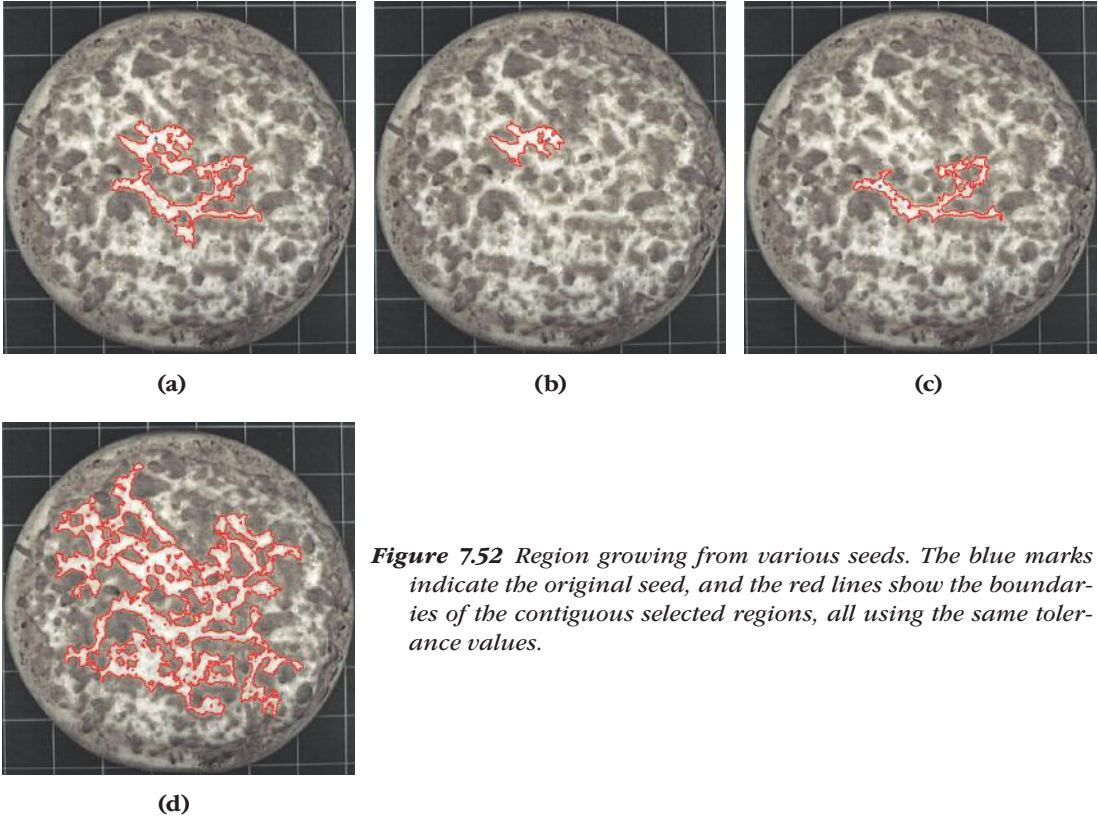 (a)
(b)
(c)
Figure 7.52 Region growing from various seeds. The blue marks
indicate the original seed, and the red lines show the boundar-
ies of the contiguous selected regions, all using the same toler-
ance values.
(d)